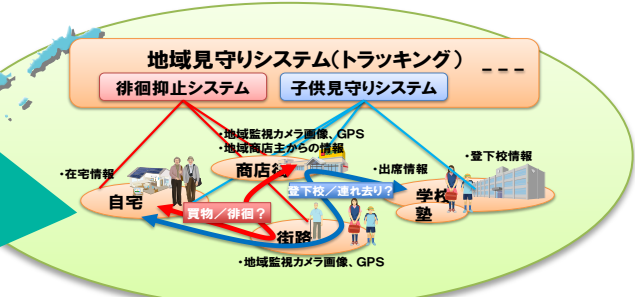 地域見守りシステム（トラッキング）
徘徊抑止システム
子供見守りシステム
・地域監視カメラ画像、GPS
・地域商店主からの情報
・登下校情報
・出席情報
・在宅情報
商店街
自宅
登下校／連れ去り？
学校
塾
買物／徘徊？
街路
・地域監視カメラ画像、GPS